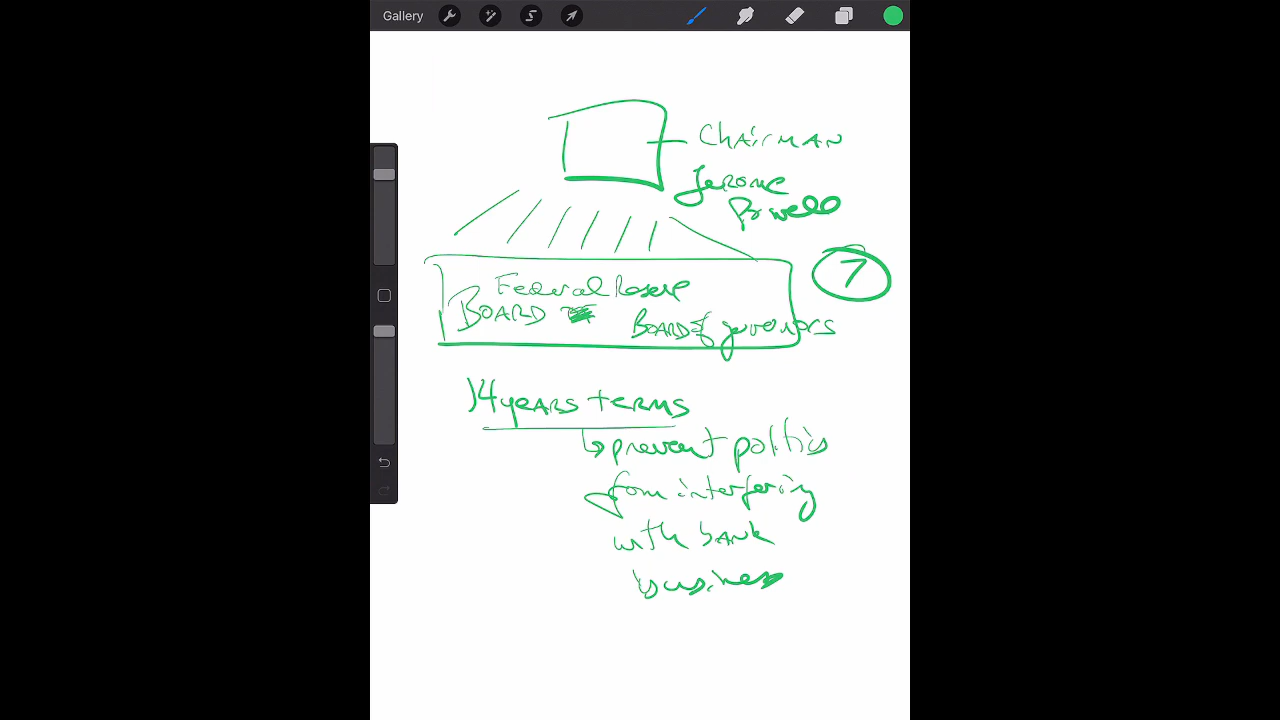 Gallery
Chairman
Jerome
Powell
7
Federal Reserve
Board
Board of governors
14 years terms
↳ prevent politics
from interfering
with bank
business